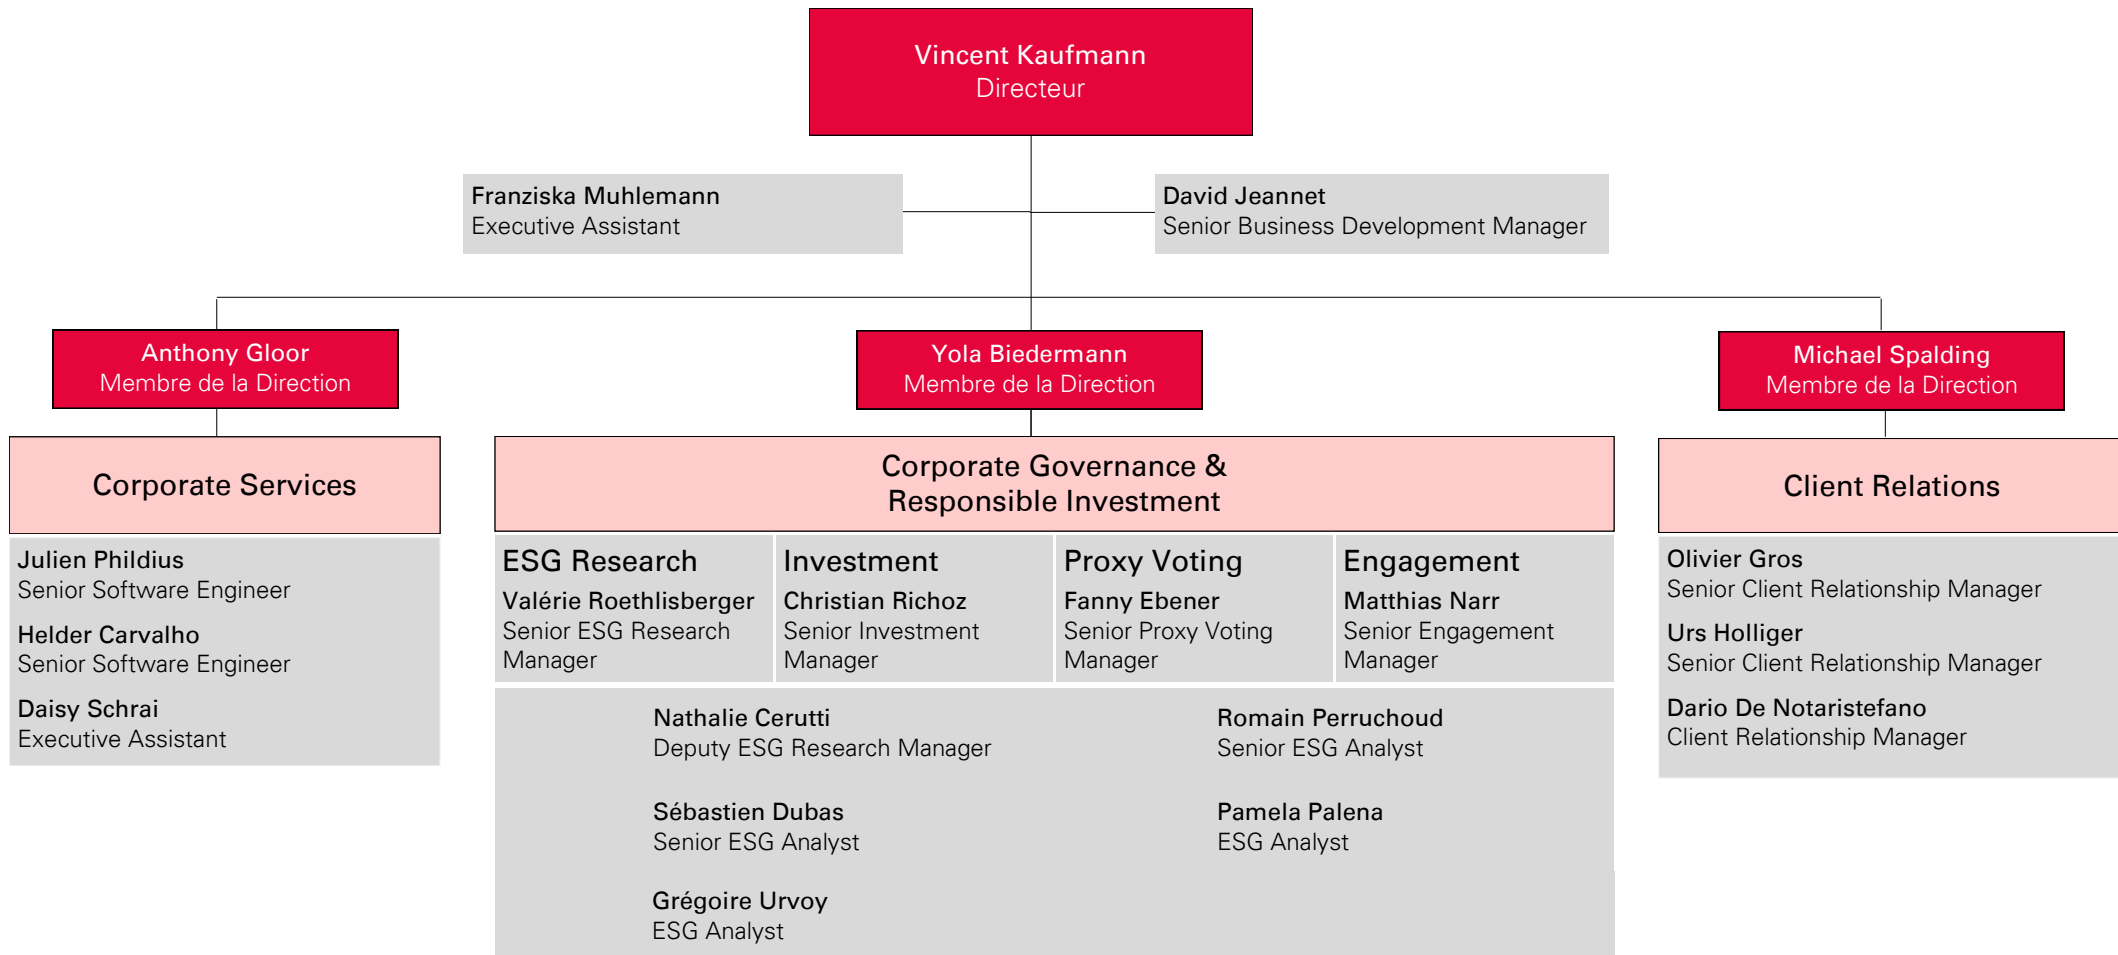 Vincent Kaufmann
Directeur
Franziska Muhlemann
Executive Assistant
David Jeannet
Senior Business Development Manager
Anthony Gloor
Membre de la Direction
Yola Biedermann
Membre de la Direction
Michael Spalding
Membre de la Direction
Corporate Services
Julien Phildius
Senior Software Engineer
Helder Carvalho
Senior Software Engineer
Daisy Schrai
Executive Assistant
Corporate Governance &
Responsible Investment
ESG Research
Valérie Roethlisberger
Senior ESG Research
Manager
Investment
Christian Richoz
Senior Investment
Manager
Proxy Voting
Fanny Ebener
Senior Proxy Voting
Manager
Engagement
Matthias Narr
Senior Engagement
Manager
Nathalie Cerutti
Deputy ESG Research Manager
Sébastien Dubas
Senior ESG Analyst
Grégoire Urvoy
ESG Analyst
Romain Perruchoud
Senior ESG Analyst
Pamela Palena
ESG Analyst
Client Relations
Olivier Gros
Senior Client Relationship Manager
Urs Holliger
Senior Client Relationship Manager
Dario De Notaristefano
Client Relationship Manager